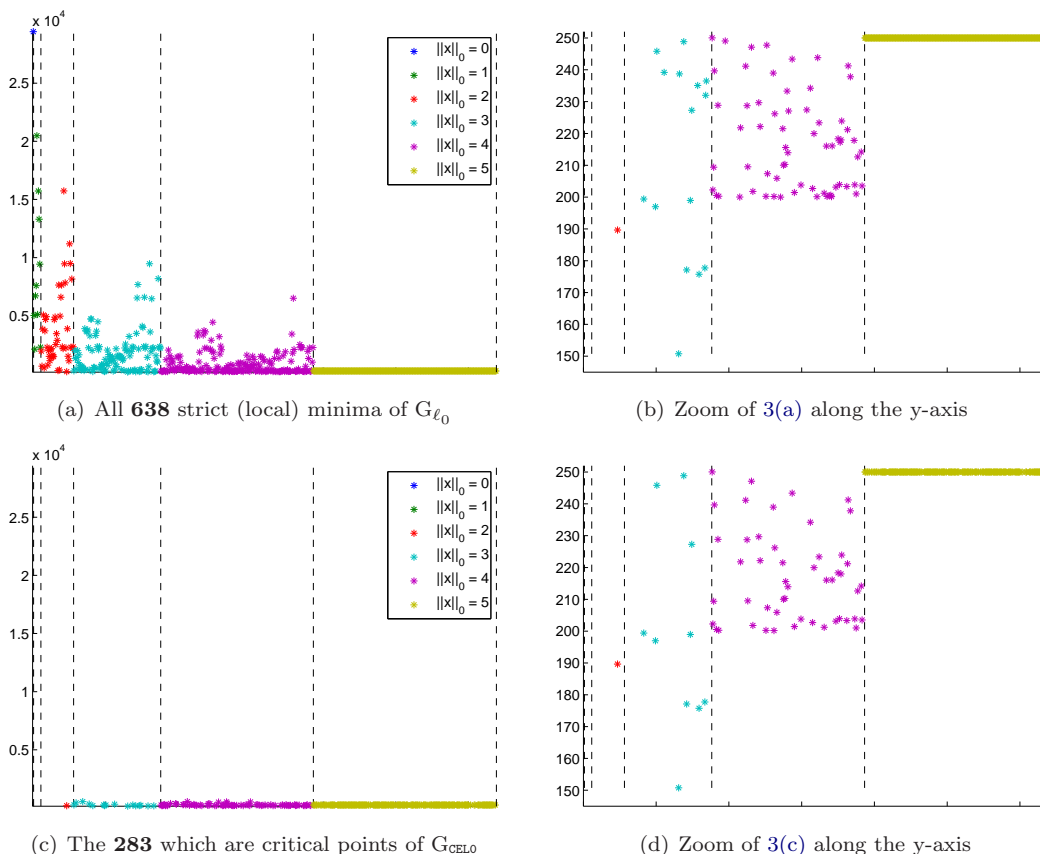 x 10^4
2.5
2
1.5
1
0.5
||x||_0 = 0
||x||_0 = 1
||x||_0 = 2
||x||_0 = 3
||x||_0 = 4
||x||_0 = 5
(a) All 638 strict (local) minima of G_{ℓ_0}
250
240
230
220
210
200
190
180
170
160
150
(b) Zoom of 3(a) along the y-axis
x 10^4
2.5
2
1.5
1
0.5
||x||_0 = 0
||x||_0 = 1
||x||_0 = 2
||x||_0 = 3
||x||_0 = 4
||x||_0 = 5
(c) The 283 which are critical points of G_{CEL0}
250
240
230
220
210
200
190
180
170
160
150
(d) Zoom of 3(c) along the y-axis